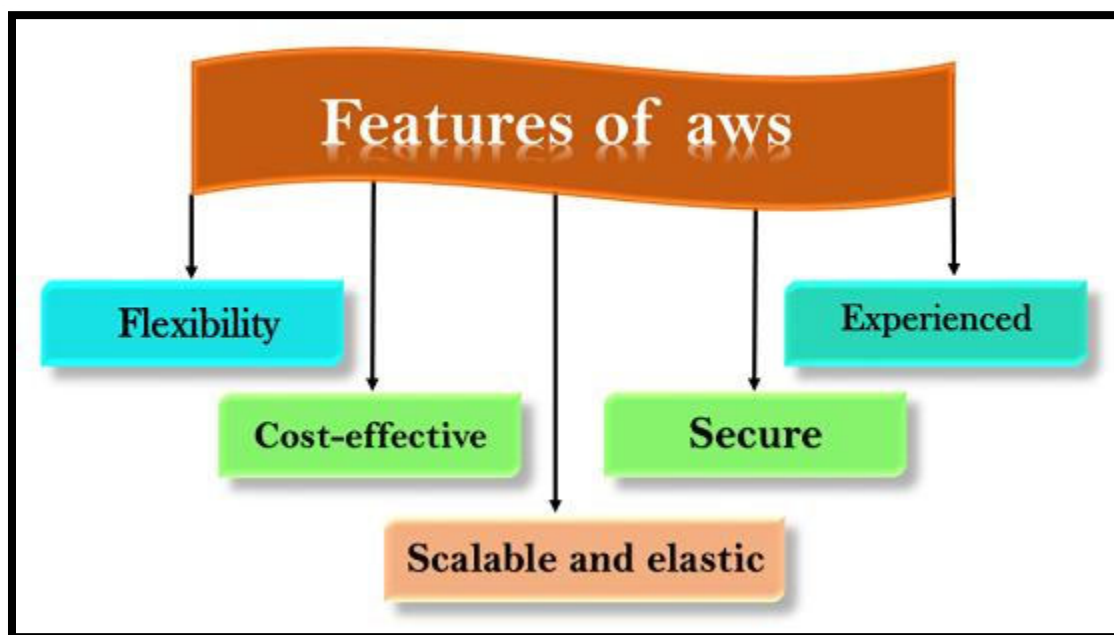 Features of aws
Flexibility
Experienced
Cost-effective
Secure
Scalable and elastic